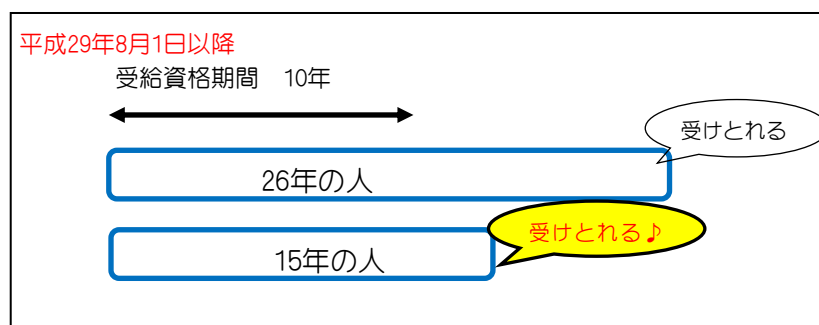 平成29年8月1日以降
受給資格期間　10年
受けとれる
26年の人
受けとれる♪
15年の人